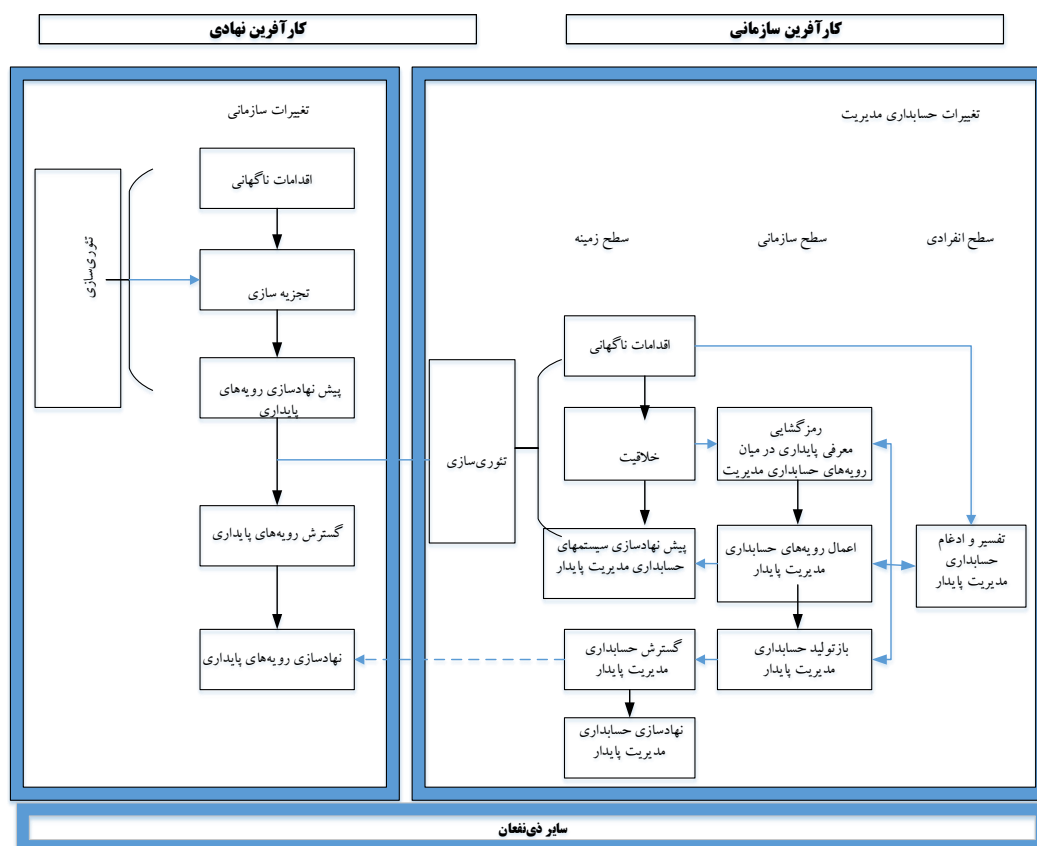 کارآفرین سازمانی
کارآفرین نهادی
تغییرات حسابداری مدیریت
سطح انفرادی
سطح سازمانی
سطح زمینه
اقدامات ناگهانی
خلاقیت
رمزگشایی
معرفی پایداری در میان
رویه‌های حسابداری مدیریت
تئوری‌سازی
پیش نهادسازی سیستمهای
حسابداری مدیریت پایدار
اعمال رویه‌های حسابداری
مدیریت پایدار
تفسیر و ادغام
حسابداری
مدیریت پایدار
گسترش حسابداری
مدیریت پایدار
بازتولید حسابداری
مدیریت پایدار
نهادسازی حسابداری
مدیریت پایدار
تغییرات سازمانی
اقدامات ناگهانی
تئوری‌سازی
تجزیه سازی
پیش نهادسازی رویه‌های
پایداری
گسترش رویه‌های پایداری
نهادسازی رویه‌های پایداری
سایر ذی‌نفعان